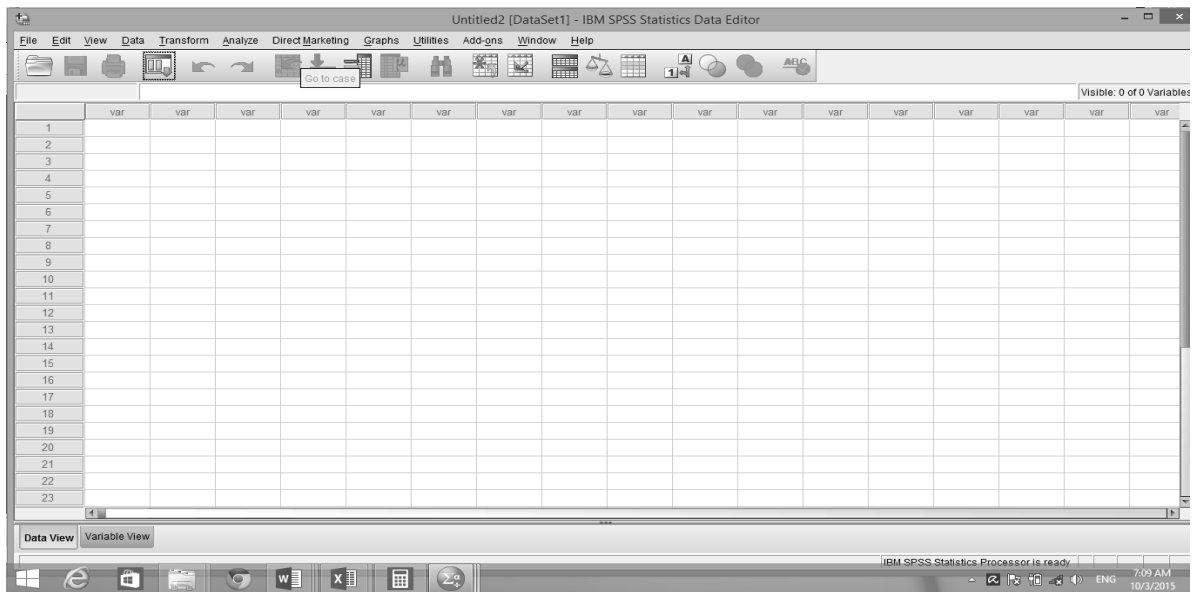 Untitled2 [DataSet1] - IBM SPSS Statistics Data Editor
File Edit View Data Transform Analyze Direct Marketing Graphs Utilities Add-ons Window Help
A
1
ABC
Go to case
Visible: 0 of 0 Variables
var var var var var var var var var var var var var var var var var
1
2
3
4
5
6
7
8
9
10
11
12
13
14
15
16
17
18
19
20
21
22
23
Data View Variable View
IBM SPSS Statistics Processor is ready
7:09 AM
ENG
10/3/2015